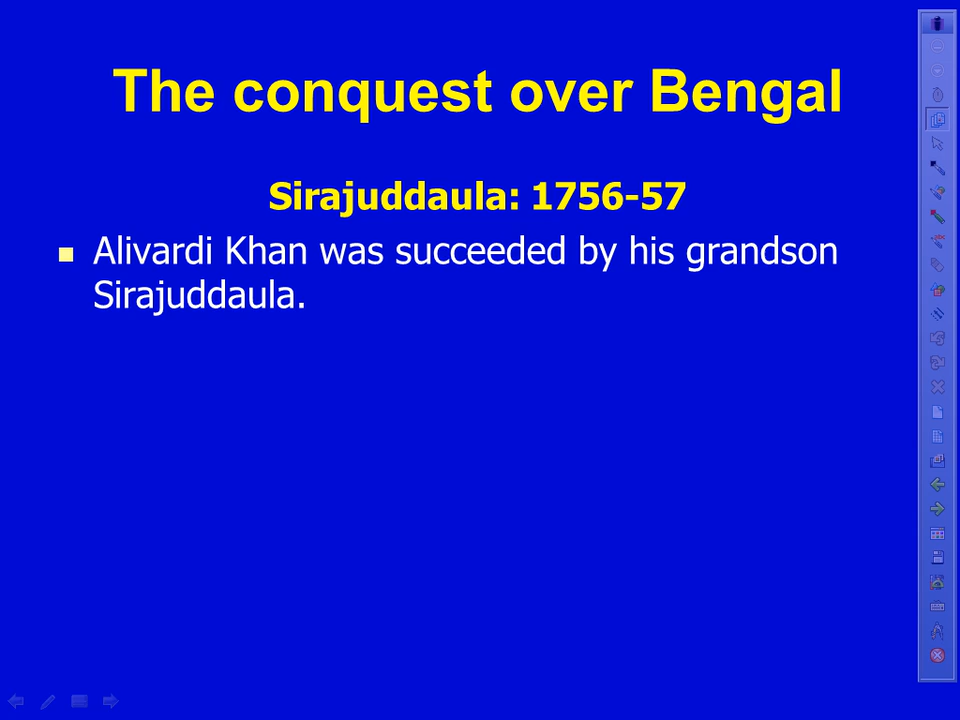 The conquest over Bengal
Sirajuddaula: 1756-57
Alivardi Khan was succeeded by his grandson
Sirajuddaula.